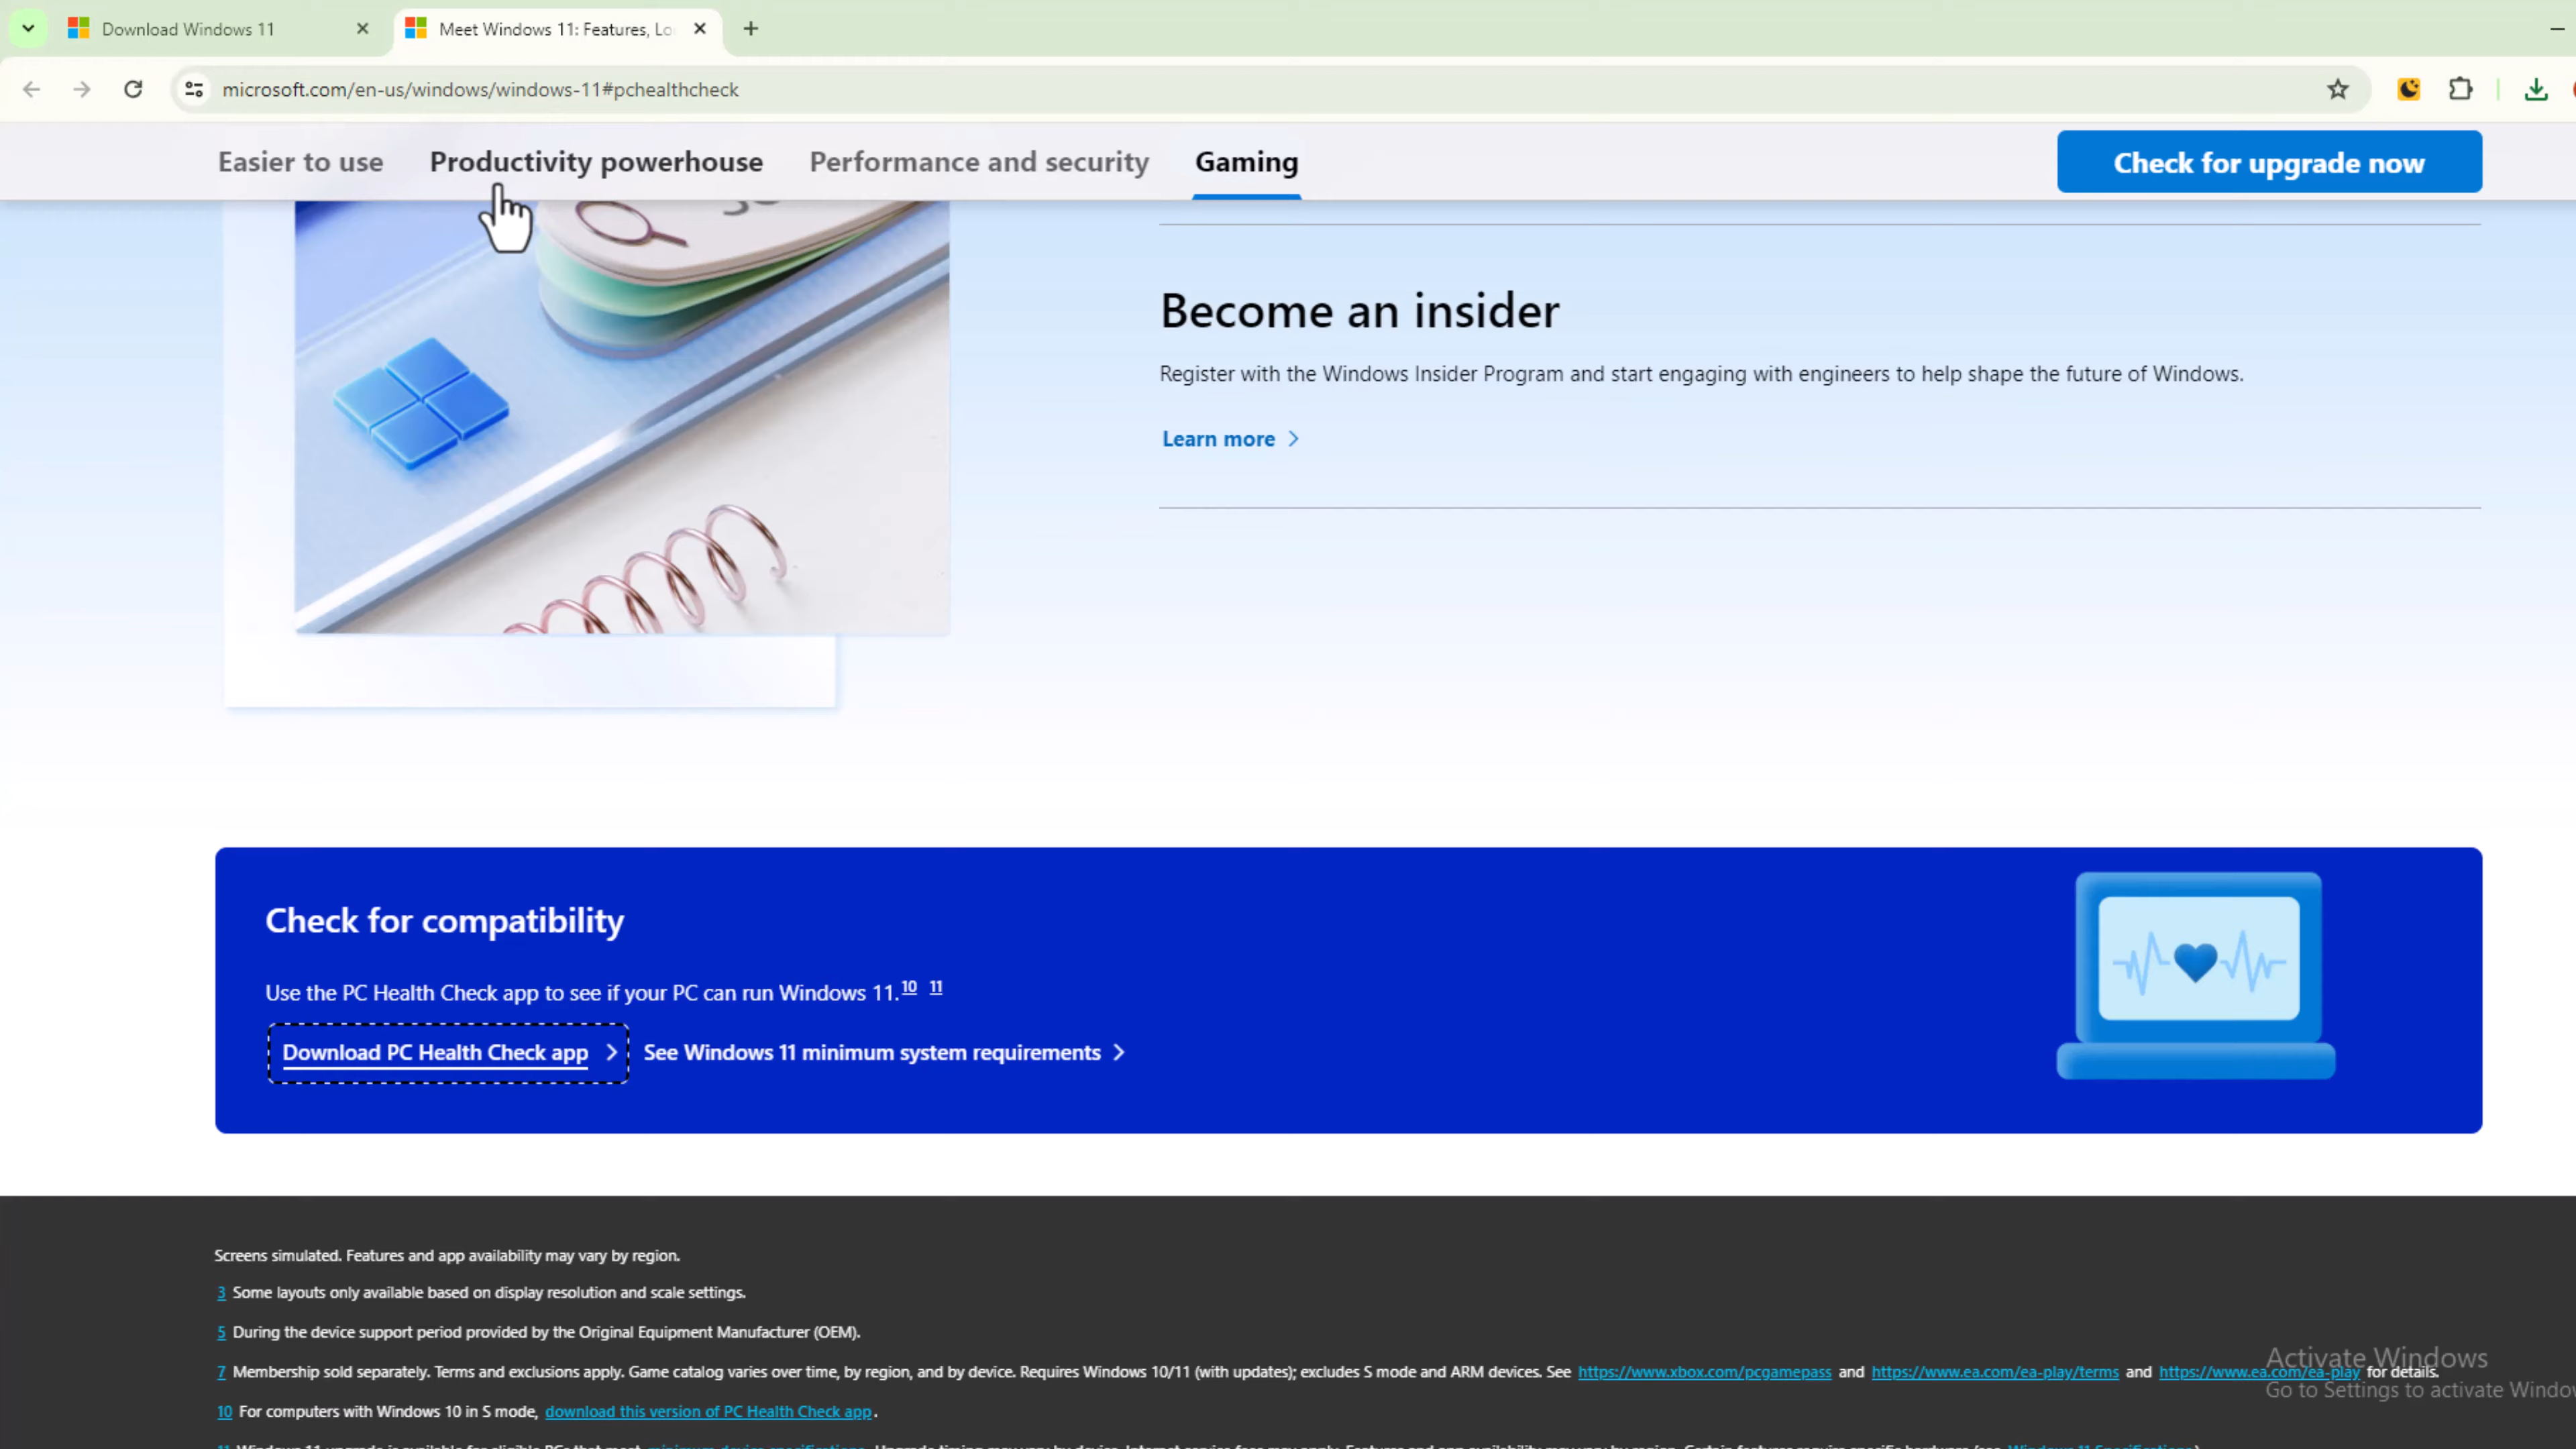 Download Windows 11
Meet Windows 11: Features, Lo
microsoft.com/en-us/windows/windows-11#pchealthcheck
Easier to use
Productivity powerhouse
Performance and security
Gaming
Check for upgrade now
Become an insider
Register with the Windows Insider Program and start engaging with engineers to help shape the future of Windows.
Learn more
Check for compatibility
Use the PC Health Check app to see if your PC can run Windows 11.10 11
Download PC Health Check app
See Windows 11 minimum system requirements
Screens simulated. Features and app availability may vary by region.
3 Some layouts only available based on display resolution and scale settings.
5 During the device support period provided by the Original Equipment Manufacturer (OEM).
7 Membership sold separately. Terms and exclusions apply. Game catalog varies over time, by region, and by device. Requires Windows 10/11 (with updates); excludes S mode and ARM devices. See https://www.xbox.com/pcgamepass and https://www.ea.com/ea-play/terms and https://www.ea.com/ea-play for details.
Activate Windows
Go to Settings to activate Window
10 For computers with Windows 10 in S mode, download this version of PC Health Check app.